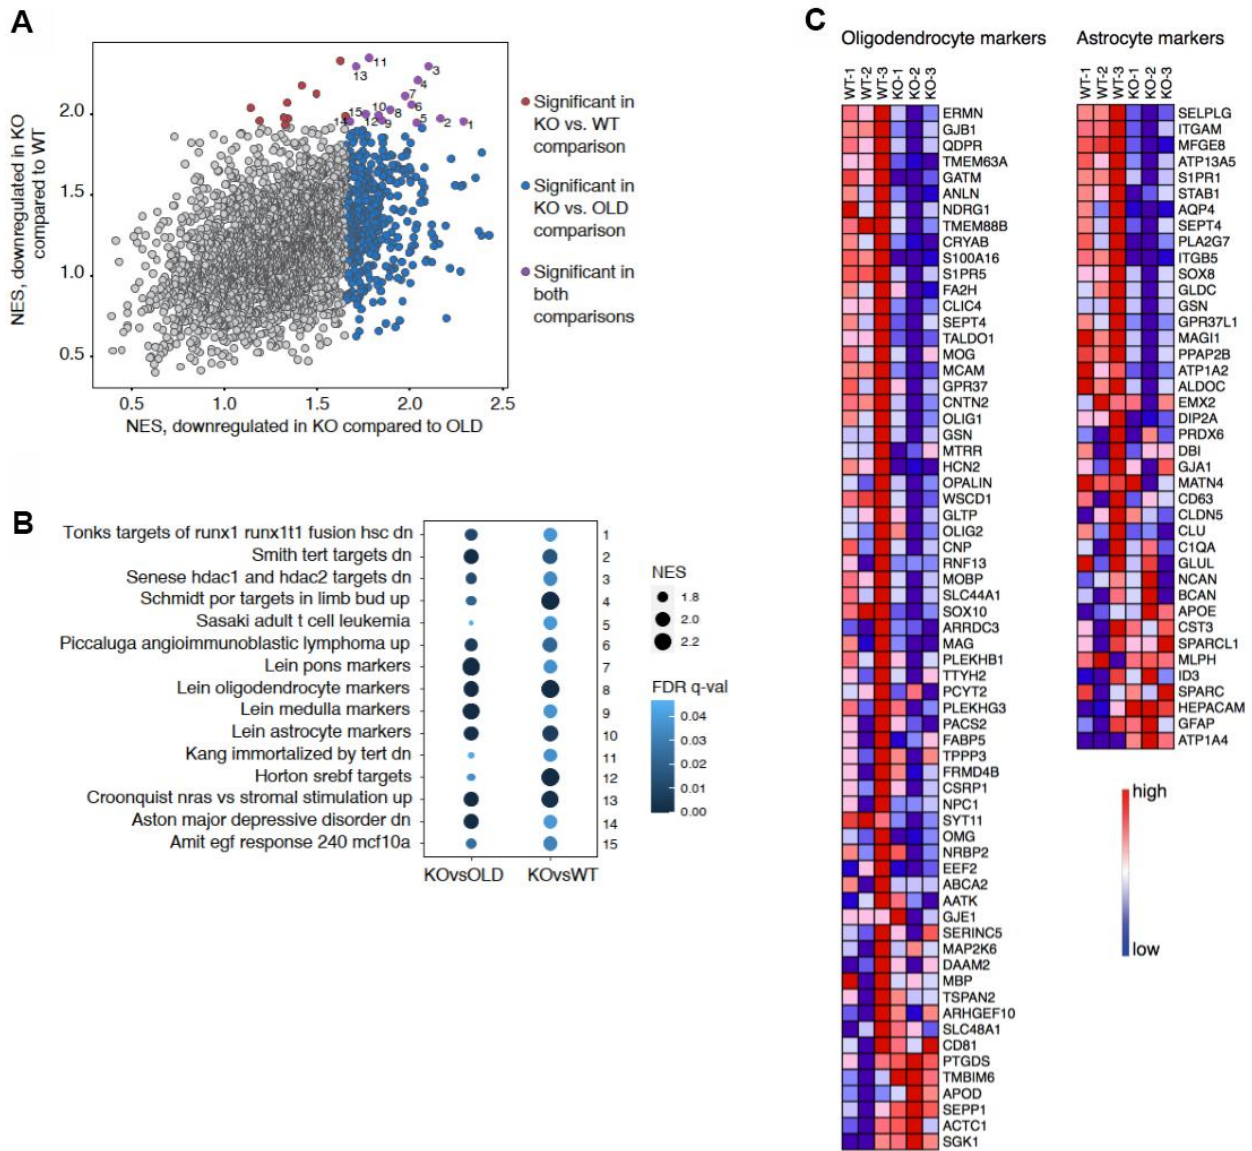 A
NES, downregulated in KO
compared to WT
2.0
1.5
1.0
0.5
0.5
1.0
1.5
2.0
2.5
NES, downregulated in KO compared to OLD
11
13
3
4
7
6
10
8
15
14
12
9
5
2
1
Significant in
KO vs. WT
comparison
Significant in
KO vs. OLD
comparison
Significant in
both
comparisons
B
Tonks targets of runx1 runx1t1 fusion hsc dn 1
Smith tert targets dn 2
Senese hdac1 and hdac2 targets dn 3
Schmidt por targets in limb bud up 4
Sasaki adult t cell leukemia 5
Piccaluga angioimmunoblastic lymphoma up 6
Lein pons markers 7
Lein oligodendrocyte markers 8
Lein medulla markers 9
Lein astrocyte markers 10
Kang immortalized by tert dn 11
Horton srebf targets 12
Croonquist nras vs stromal stimulation up 13
Aston major depressive disorder dn 14
Amit egf response 240 mcf10a 15
KOvsOLD KOvsWT
NES
1.8
2.0
2.2
FDR q-val
0.04
0.03
0.02
0.01
0.00
C
Oligodendrocyte markers
WT-1
WT-2
WT-3
KO-1
KO-2
KO-3
ERMN
GJB1
QDPR
TMEM63A
GATM
ANLN
NDRG1
TMEM88B
CRYAB
S100A16
S1PR5
FA2H
CLIC4
SEPT4
TALDO1
MOG
MCAM
GPR37
CNTN2
OLIG1
GSN
MTRR
HCN2
OPALIN
WSCD1
GLTP
OLIG2
CNP
RNF13
MOBP
SLC44A1
SOX10
ARRDC3
MAG
PLEKHB1
TTYH2
PCYT2
PLEKHG3
PACS2
FABP5
TPPP3
FRMD4B
CSRP1
NPC1
SYT11
OMG
NRBP2
EEF2
ABCA2
AATK
GJE1
SERINC5
MAP2K6
DAAM2
MBP
TSPAN2
ARHGEF10
SLC48A1
CD81
PTGDS
TMBIM6
APOD
SEPP1
ACTC1
SGK1
Astrocyte markers
WT-1
WT-2
WT-3
KO-1
KO-2
KO-3
SELPLG
ITGAM
MFGE8
ATP13A5
S1PR1
STAB1
AQP4
SEPT4
PLA2G7
ITGB5
SOX8
GLDC
GSN
GPR37L1
MAGI1
PPAP2B
ATP1A2
ALDOC
EMX2
DIP2A
PRDX6
DBI
GJA1
MATN4
CD63
CLDN5
CLU
C1QA
GLUL
NCAN
BCAN
APOE
CST3
SPARCL1
MLPH
ID3
SPARC
HEPACAM
GFAP
ATP1A4
high
low